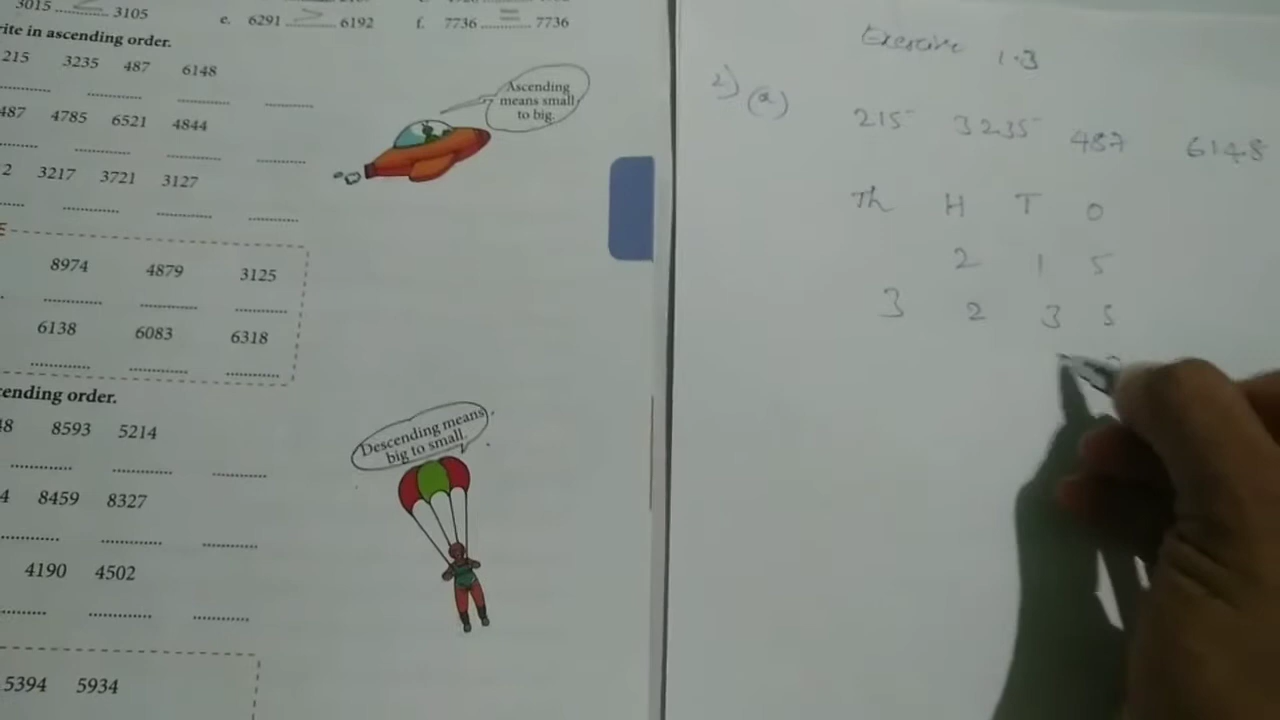 3015 ............ < 3105
e. 6291 ............ > 6192
f. 7736 ............ = 7736
rite in ascending order.
215 3235 487 6148
487 4785 6521 4844
2 3217 3721 3127
Ascending
means small
to big.
8974 4879 3125
6138 6083 6318
cending order.
48 8593 5214
4 8459 8327
4190 4502
5394 5934
Descending means
big to small.
Exercise 1.3
2) (a) 215 3235 487 6148
Th H T O
2 1 5
3 2 3 5